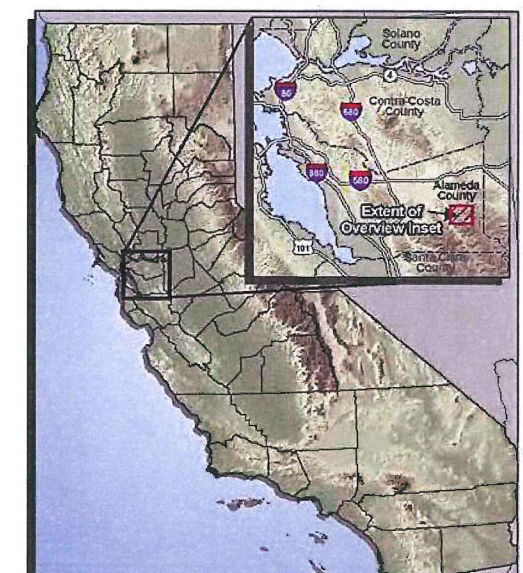 Solano
County
4
80
Contra Costa
County
680
880
680
Alameda
County
Extent of
Overview Inset
101
Santa Clara
County